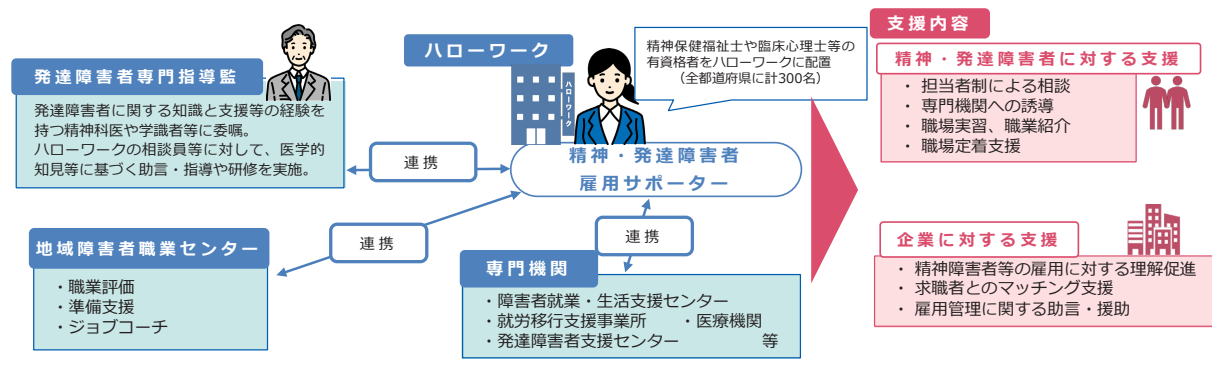 発達障害者専門指導監
発達障害者に関する知識と支援等の経験を
持つ精神科医や学識者等に委嘱。
ハローワークの相談員等に対して、医学的
知見等に基づく助言・指導や研修を実施。
ハローワーク
ハローワーク
精神保健福祉士や臨床心理士等の
有資格者をハローワークに配置
(全都道府県に計300名)
精神・発達障害者
雇用サポーター
連携
連携
連携
地域障害者職業センター
・職業評価
・準備支援
・ジョブコーチ
専門機関
・障害者就業・生活支援センター
・就労移行支援事業所 ・医療機関
・発達障害者支援センター 等
支援内容
精神・発達障害者に対する支援
・ 担当者制による相談
・ 専門機関への誘導
・ 職場実習、職業紹介
・ 職場定着支援
企業に対する支援
・ 精神障害者等の雇用に対する理解促進
・ 求職者とのマッチング支援
・ 雇用管理に関する助言・援助